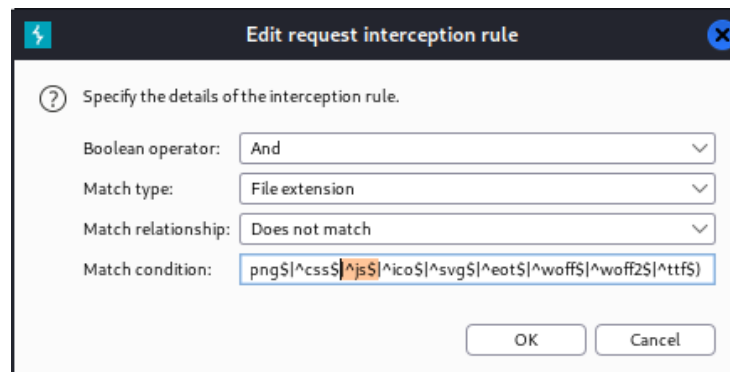 Edit request interception rule
Specify the details of the interception rule.
Boolean operator: And
Match type: File extension
Match relationship: Does not match
Match condition: png$|^css$|^js$|^ico$|^svg$|^eot$|^woff$|^woff2$|^ttf$)
OK Cancel